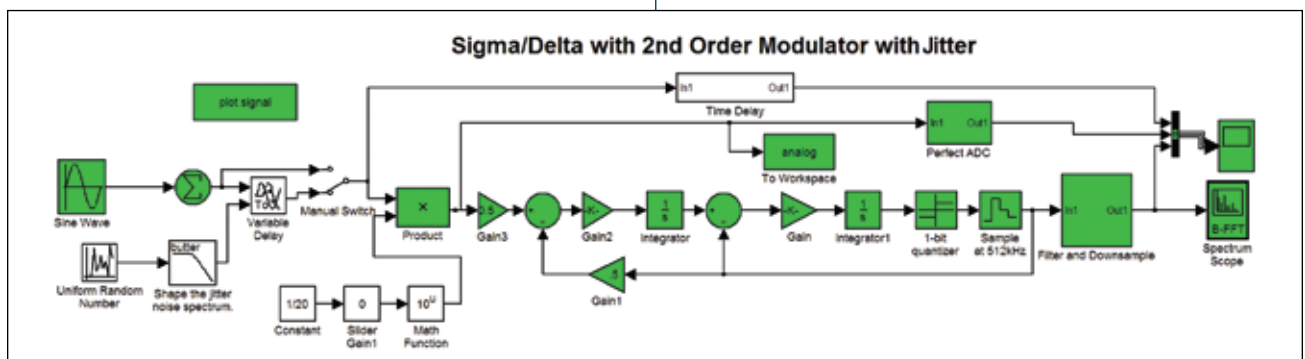 Sigma/Delta with 2nd Order Modulator with Jitter
plot signal
In1 Out1
Time Delay
In1 Out1
Perfect ADC
analog
To Workspace
Sine Wave
Σ
Variable
Delay
Manual Switch
×
Product
0.5
Gain3
+
-
-K-
Gain2
1
s
Integrator
+
-
-K-
Gain
1
s
Integrator1
1-bit
quantizer
Sample
at 512kHz
In1 Out1
Filter and Downsample
B-FFT
Spectrum
Scope
Uniform Random
Number
butter
Shape the jitter
noise spectrum.
.5
Gain1
1/20
Constant
0
Slider
Gain1
10ᵘ
Math
Function